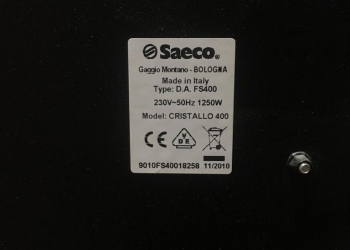 Saeco®
Gaggio Montano - BOLOGNA
Made in Italy
Type: D.A. FS400
230V~50Hz 1250W
Model: CRISTALLO 400
CE
VDE
9010FS40018258 11/2010